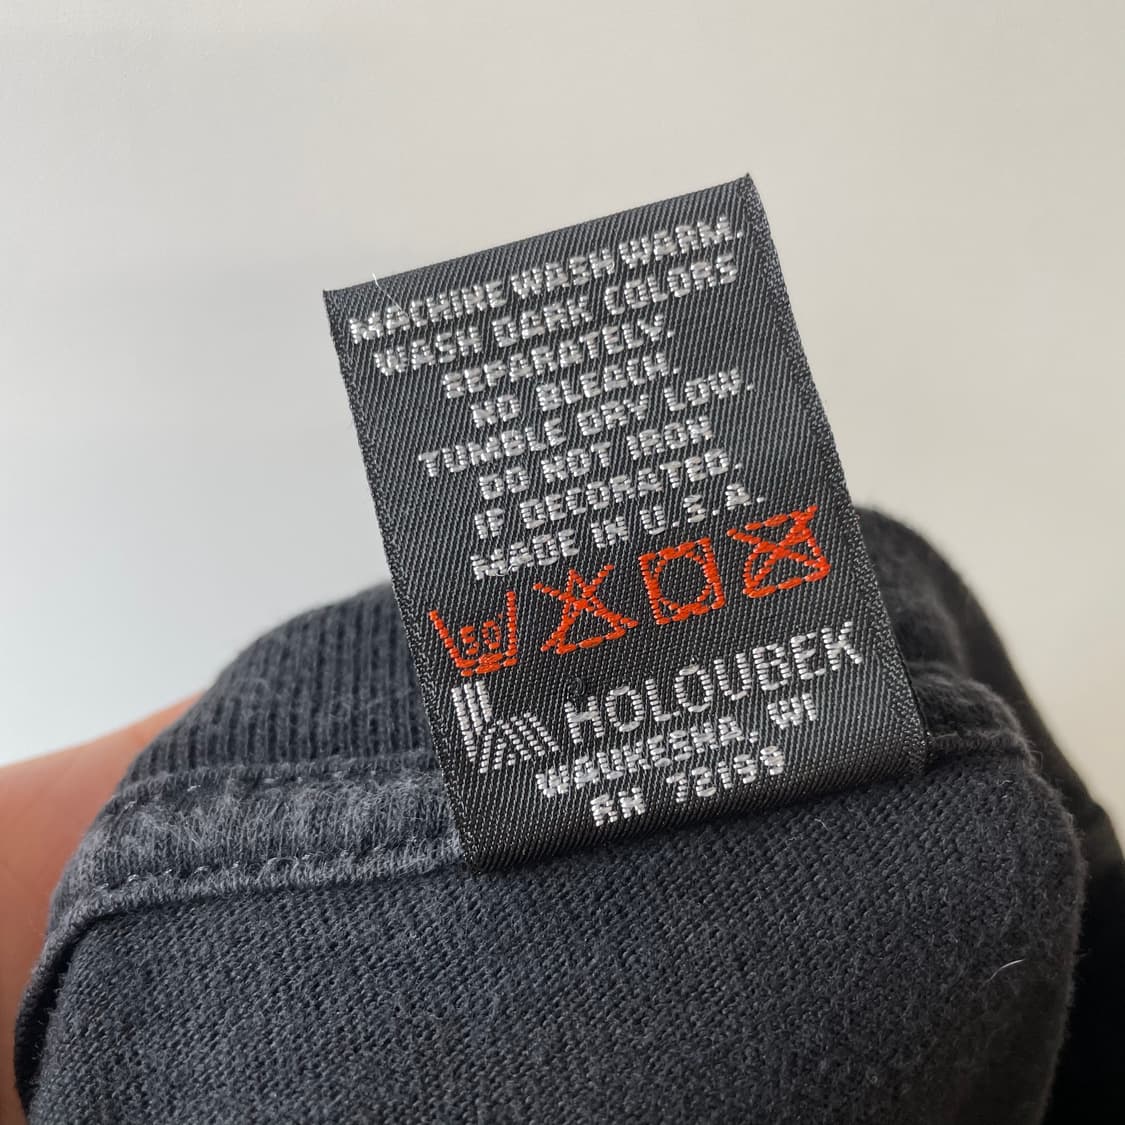 MACHINE WASH WARM.
WASH DARK COLORS
SEPARATELY.
NO BLEACH.
TUMBLE DRY LOW.
DO NOT IRON
IF DECORATED.
MADE IN U.S.A.
50
HOLOUBEK
WAUKESHA, WI
RN 72199